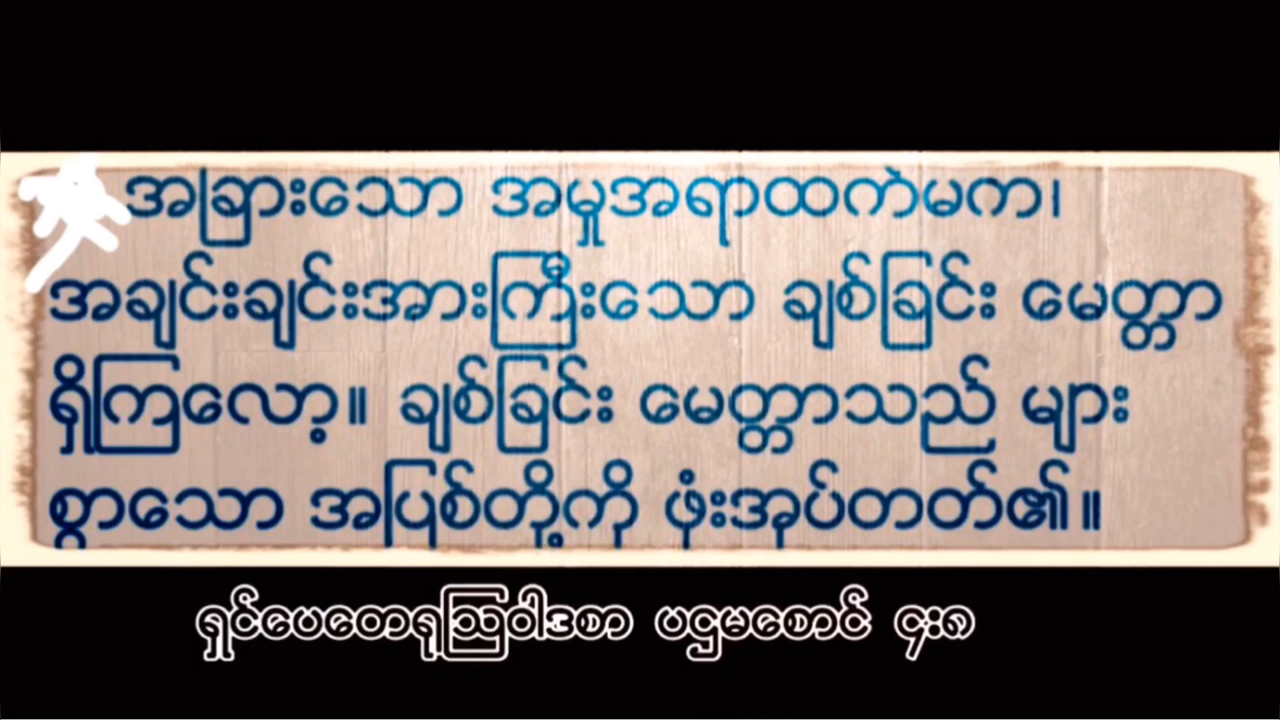 အခြားသော အမှုအရာထက်မက၊
အချင်းချင်းအားကြီးသော ချစ်ခြင်း မေတ္တာ
ရှိကြလော့။ ချစ်ခြင်း မေတ္တာသည် များ
စွာသော အပြစ်တို့ကို ဖုံးအုပ်တတ်၏။
ရှင်ပေတရုသြဝါဒစာ ပဌမစောင် ၄း၈